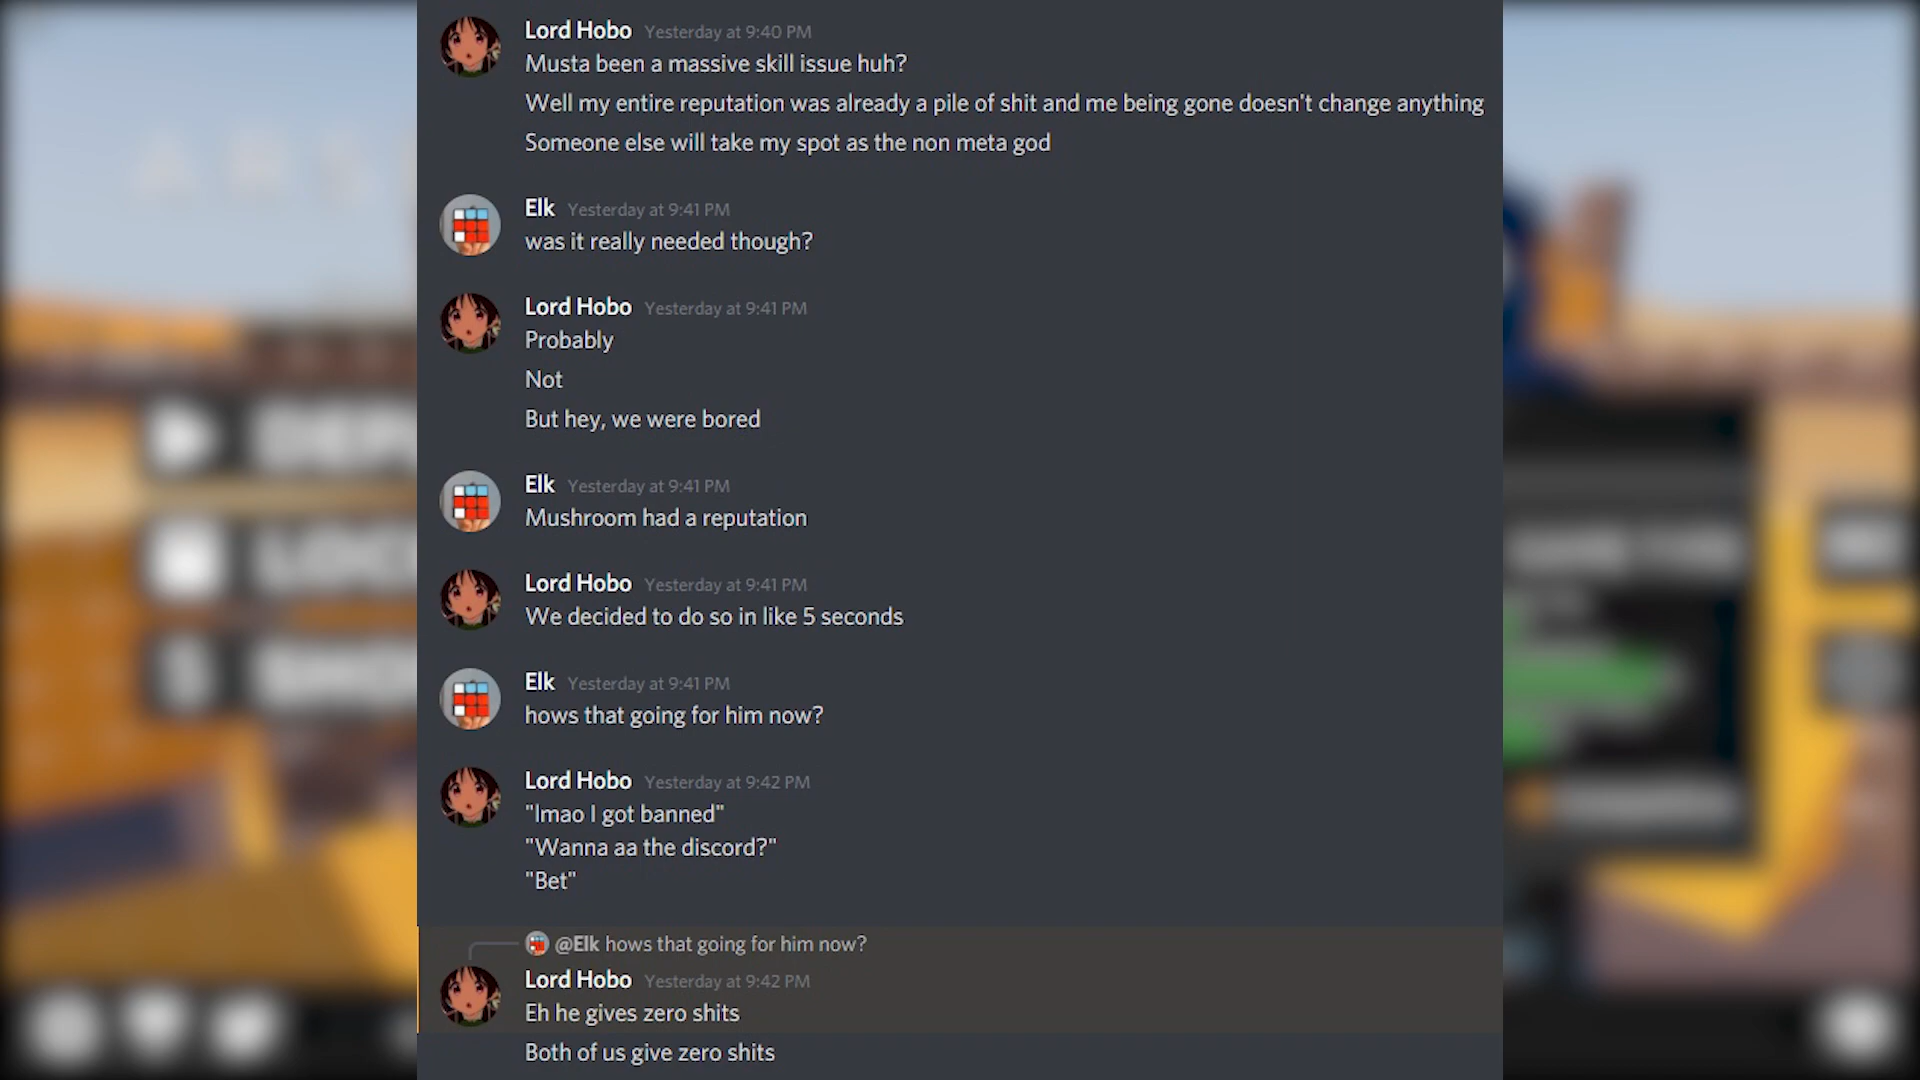 Lord Hobo Yesterday at 9:40 PM
Musta been a massive skill issue huh?
Well my entire reputation was already a pile of shit and me being gone doesn't change anything
Someone else will take my spot as the non meta god
Elk Yesterday at 9:41 PM
was it really needed though?
Lord Hobo Yesterday at 9:41 PM
Probably
Not
But hey, we were bored
Elk Yesterday at 9:41 PM
Mushroom had a reputation
Lord Hobo Yesterday at 9:41 PM
We decided to do so in like 5 seconds
Elk Yesterday at 9:41 PM
hows that going for him now?
Lord Hobo Yesterday at 9:42 PM
"lmao I got banned"
"Wanna aa the discord?"
"Bet"
@Elk hows that going for him now?
Lord Hobo Yesterday at 9:42 PM
Eh he gives zero shits
Both of us give zero shits